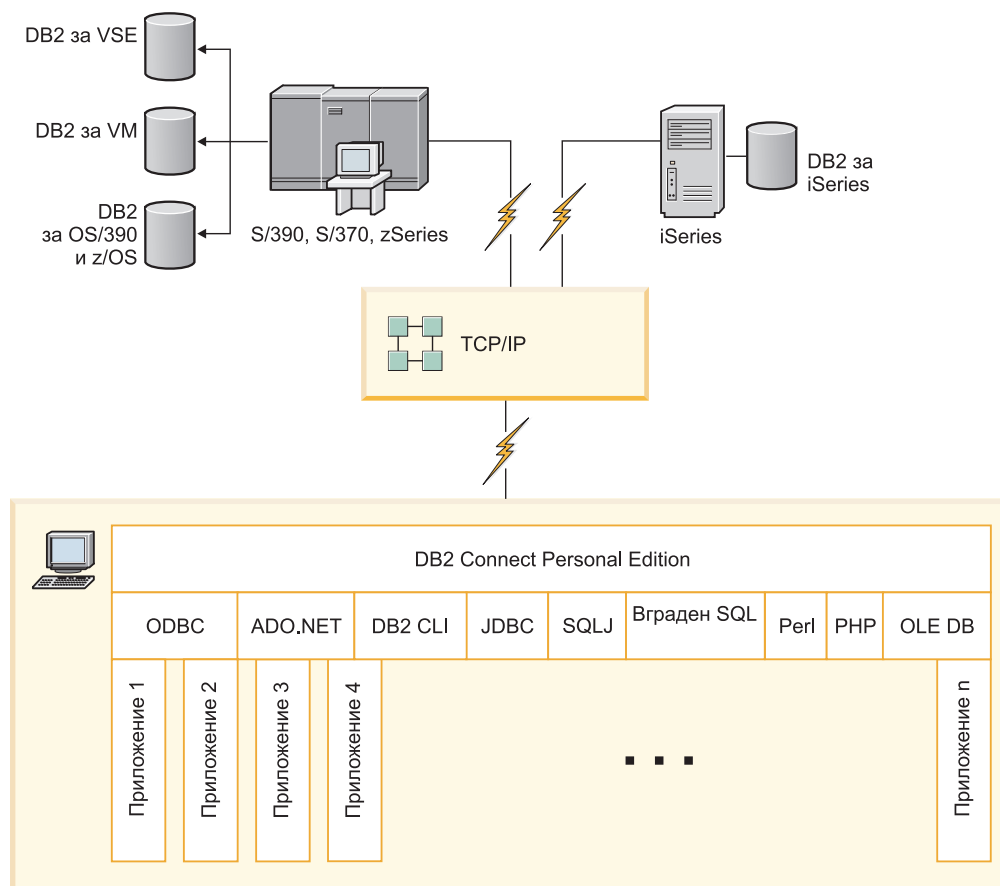 DB2 за VSE
DB2 за VM
DB2
за OS/390
и z/OS
S/390, S/370, zSeries
iSeries
DB2 за
iSeries
TCP/IP
DB2 Connect Personal Edition
ODBC
ADO.NET
DB2 CLI
JDBC
SQLJ
Вграден SQL
Perl
PHP
OLE DB
Приложение 1
Приложение 2
Приложение 3
Приложение 4
. . .
Приложение n